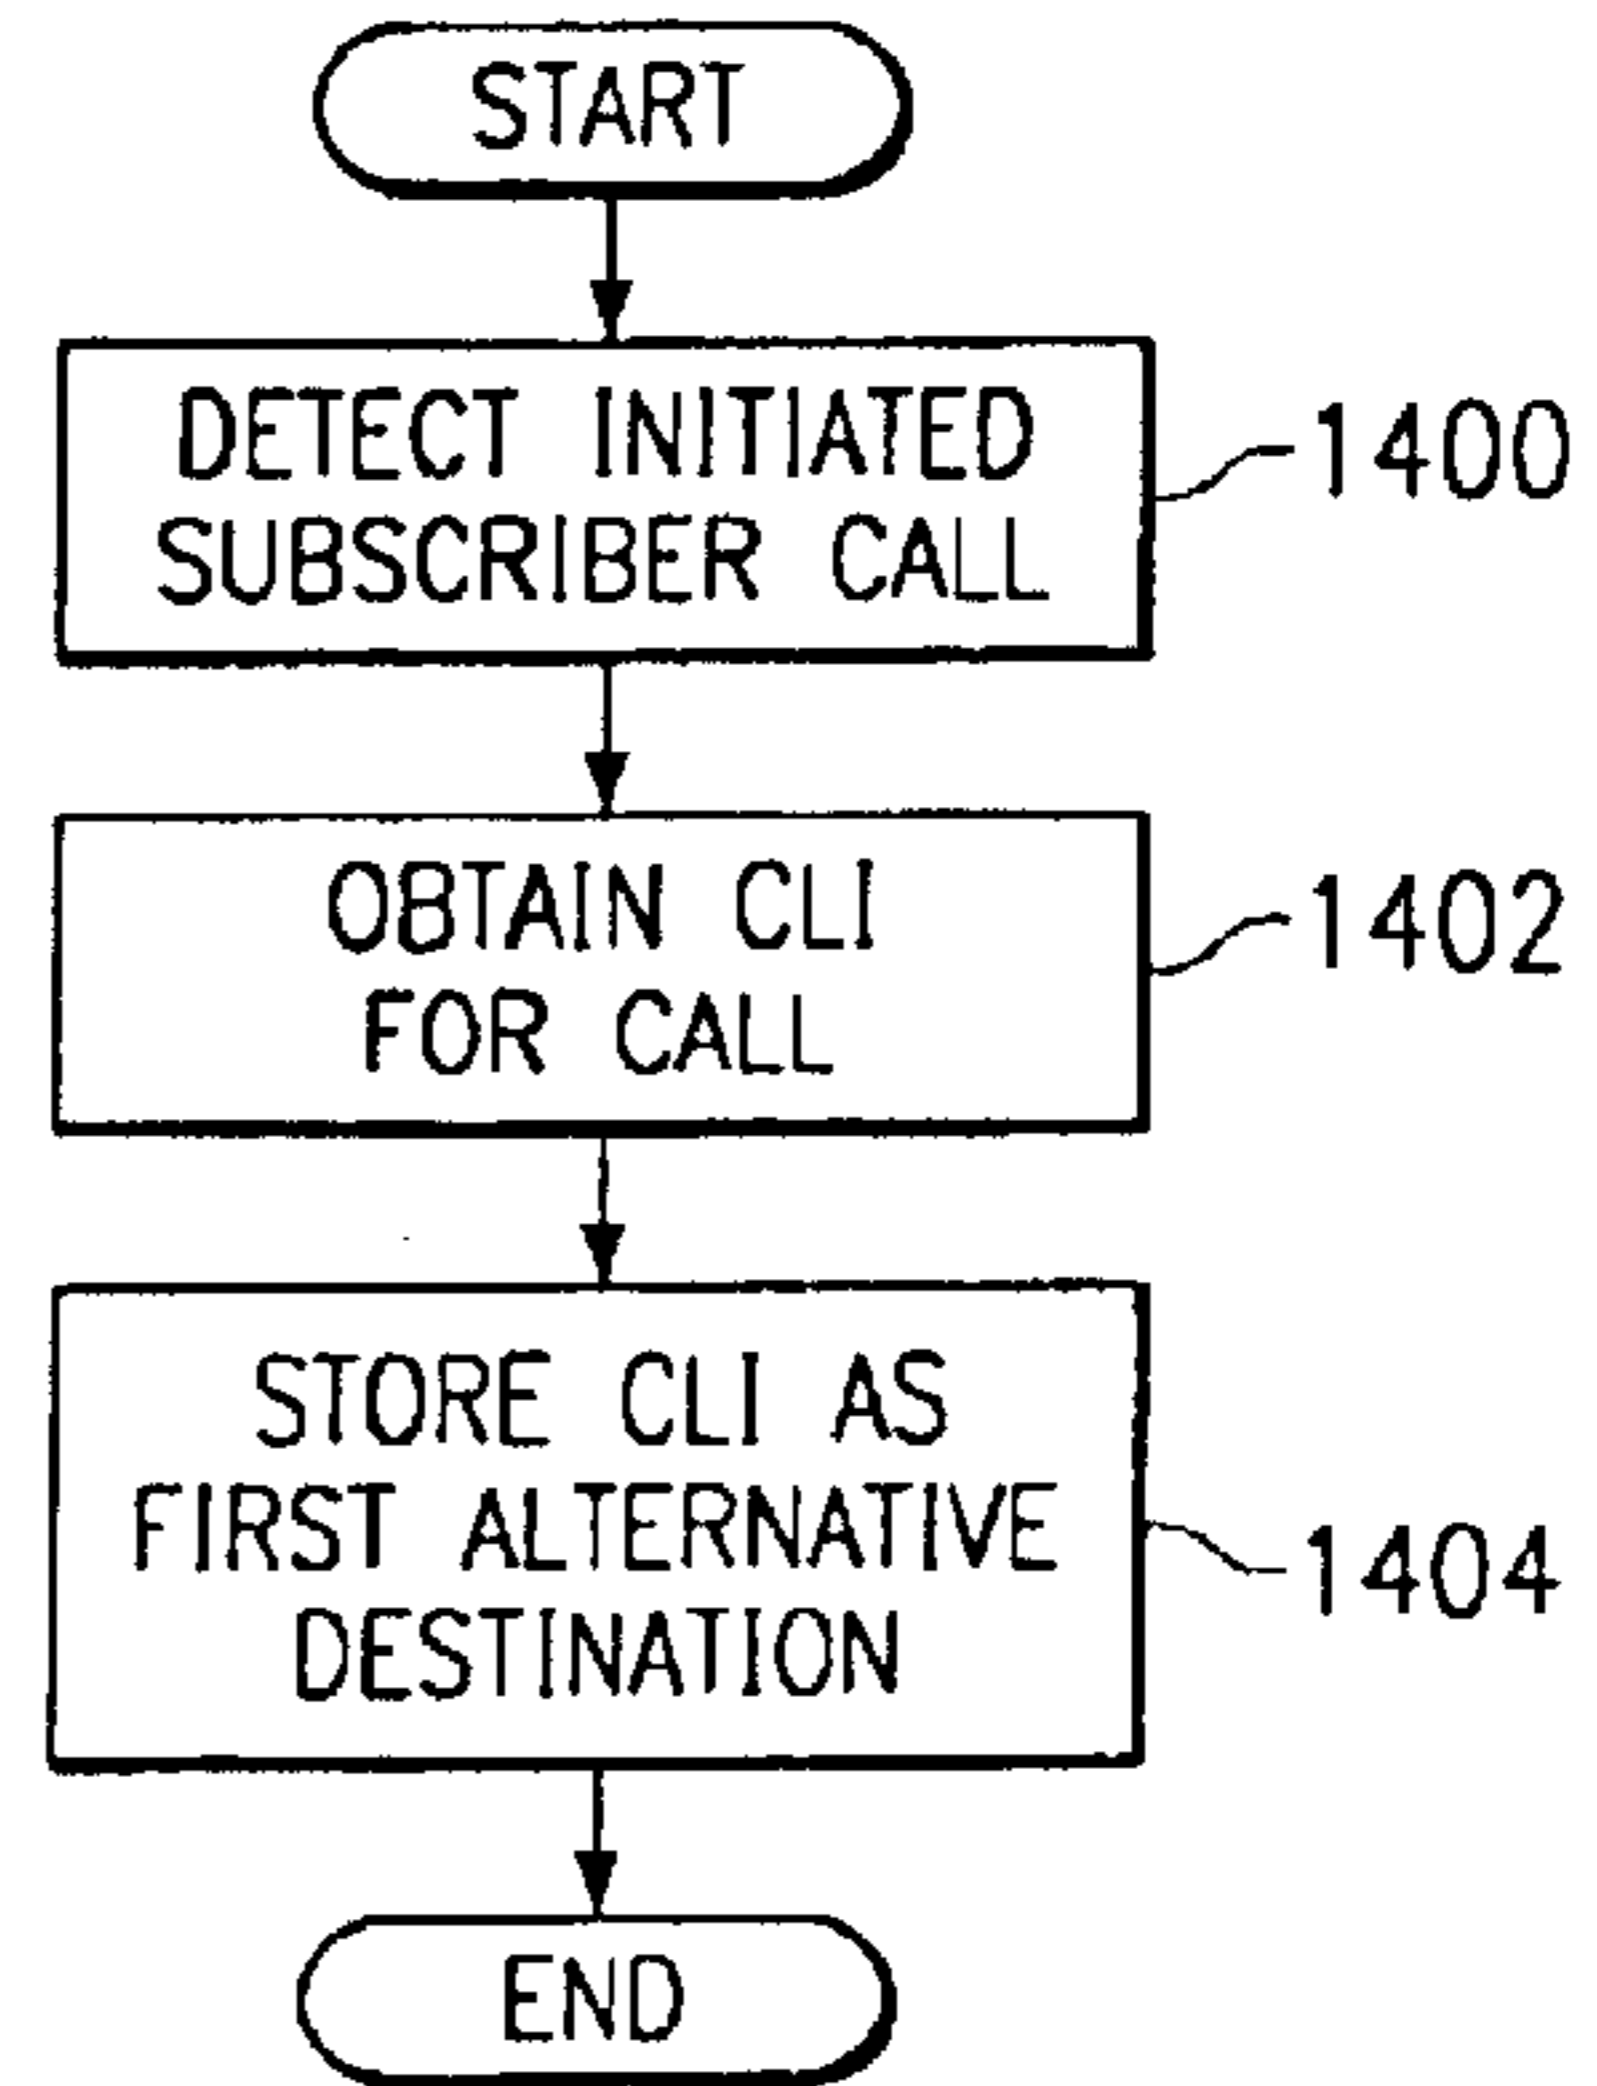 START
DETECT INITIATED
SUBSCRIBER CALL
1400
OBTAIN CLI
FOR CALL
1402
STORE CLI AS
FIRST ALTERNATIVE
DESTINATION
1404
END